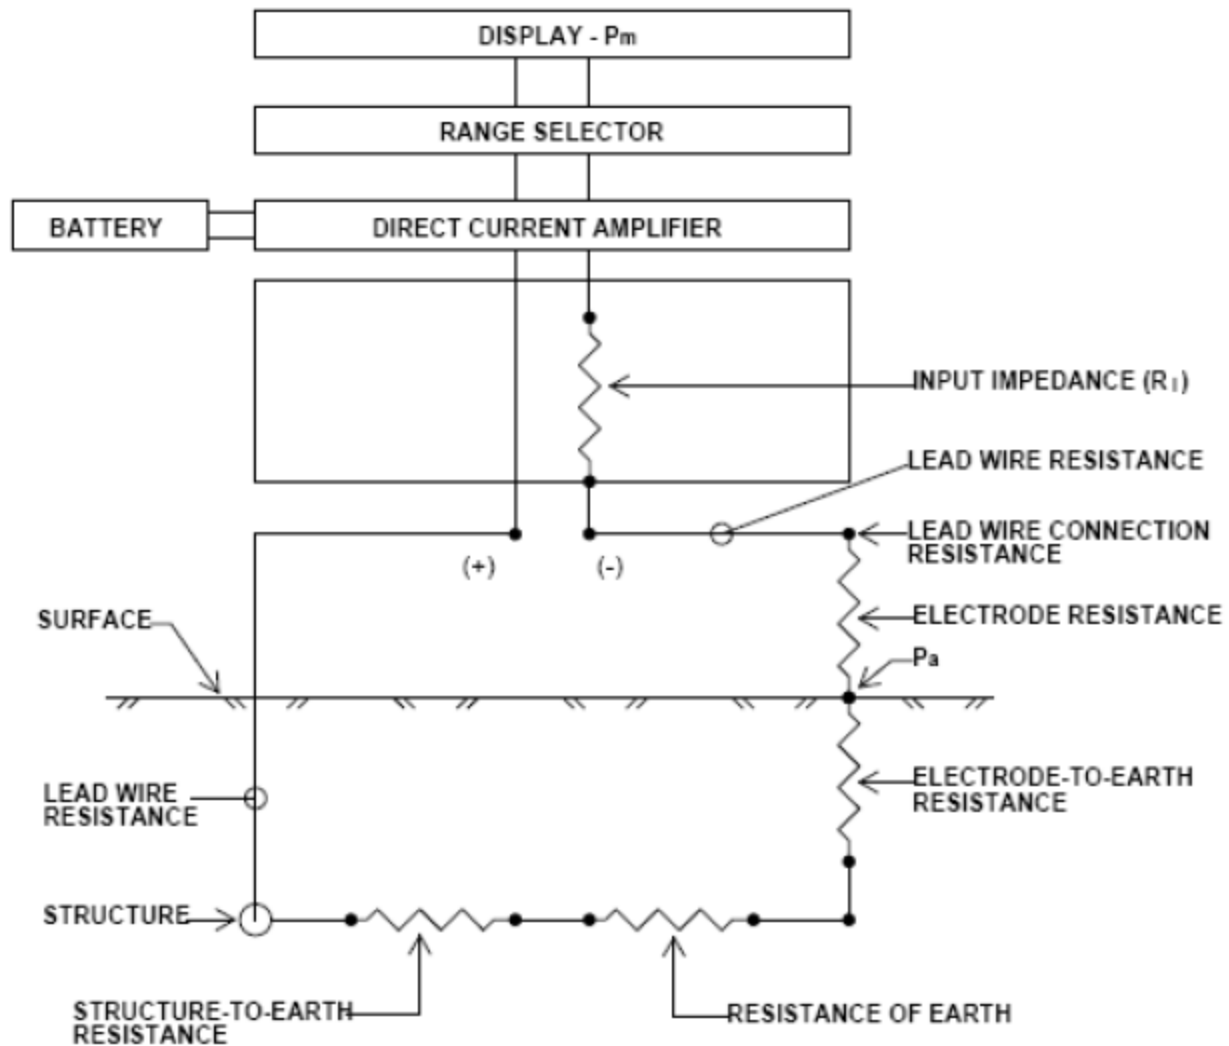 DISPLAY - Pm
RANGE SELECTOR
BATTERY
DIRECT CURRENT AMPLIFIER
INPUT IMPEDANCE (RI)
LEAD WIRE RESISTANCE
LEAD WIRE CONNECTION
RESISTANCE
(+)
(-)
ELECTRODE RESISTANCE
SURFACE
Pa
ELECTRODE-TO-EARTH
RESISTANCE
LEAD WIRE
RESISTANCE
STRUCTURE
STRUCTURE-TO-EARTH
RESISTANCE
RESISTANCE OF EARTH